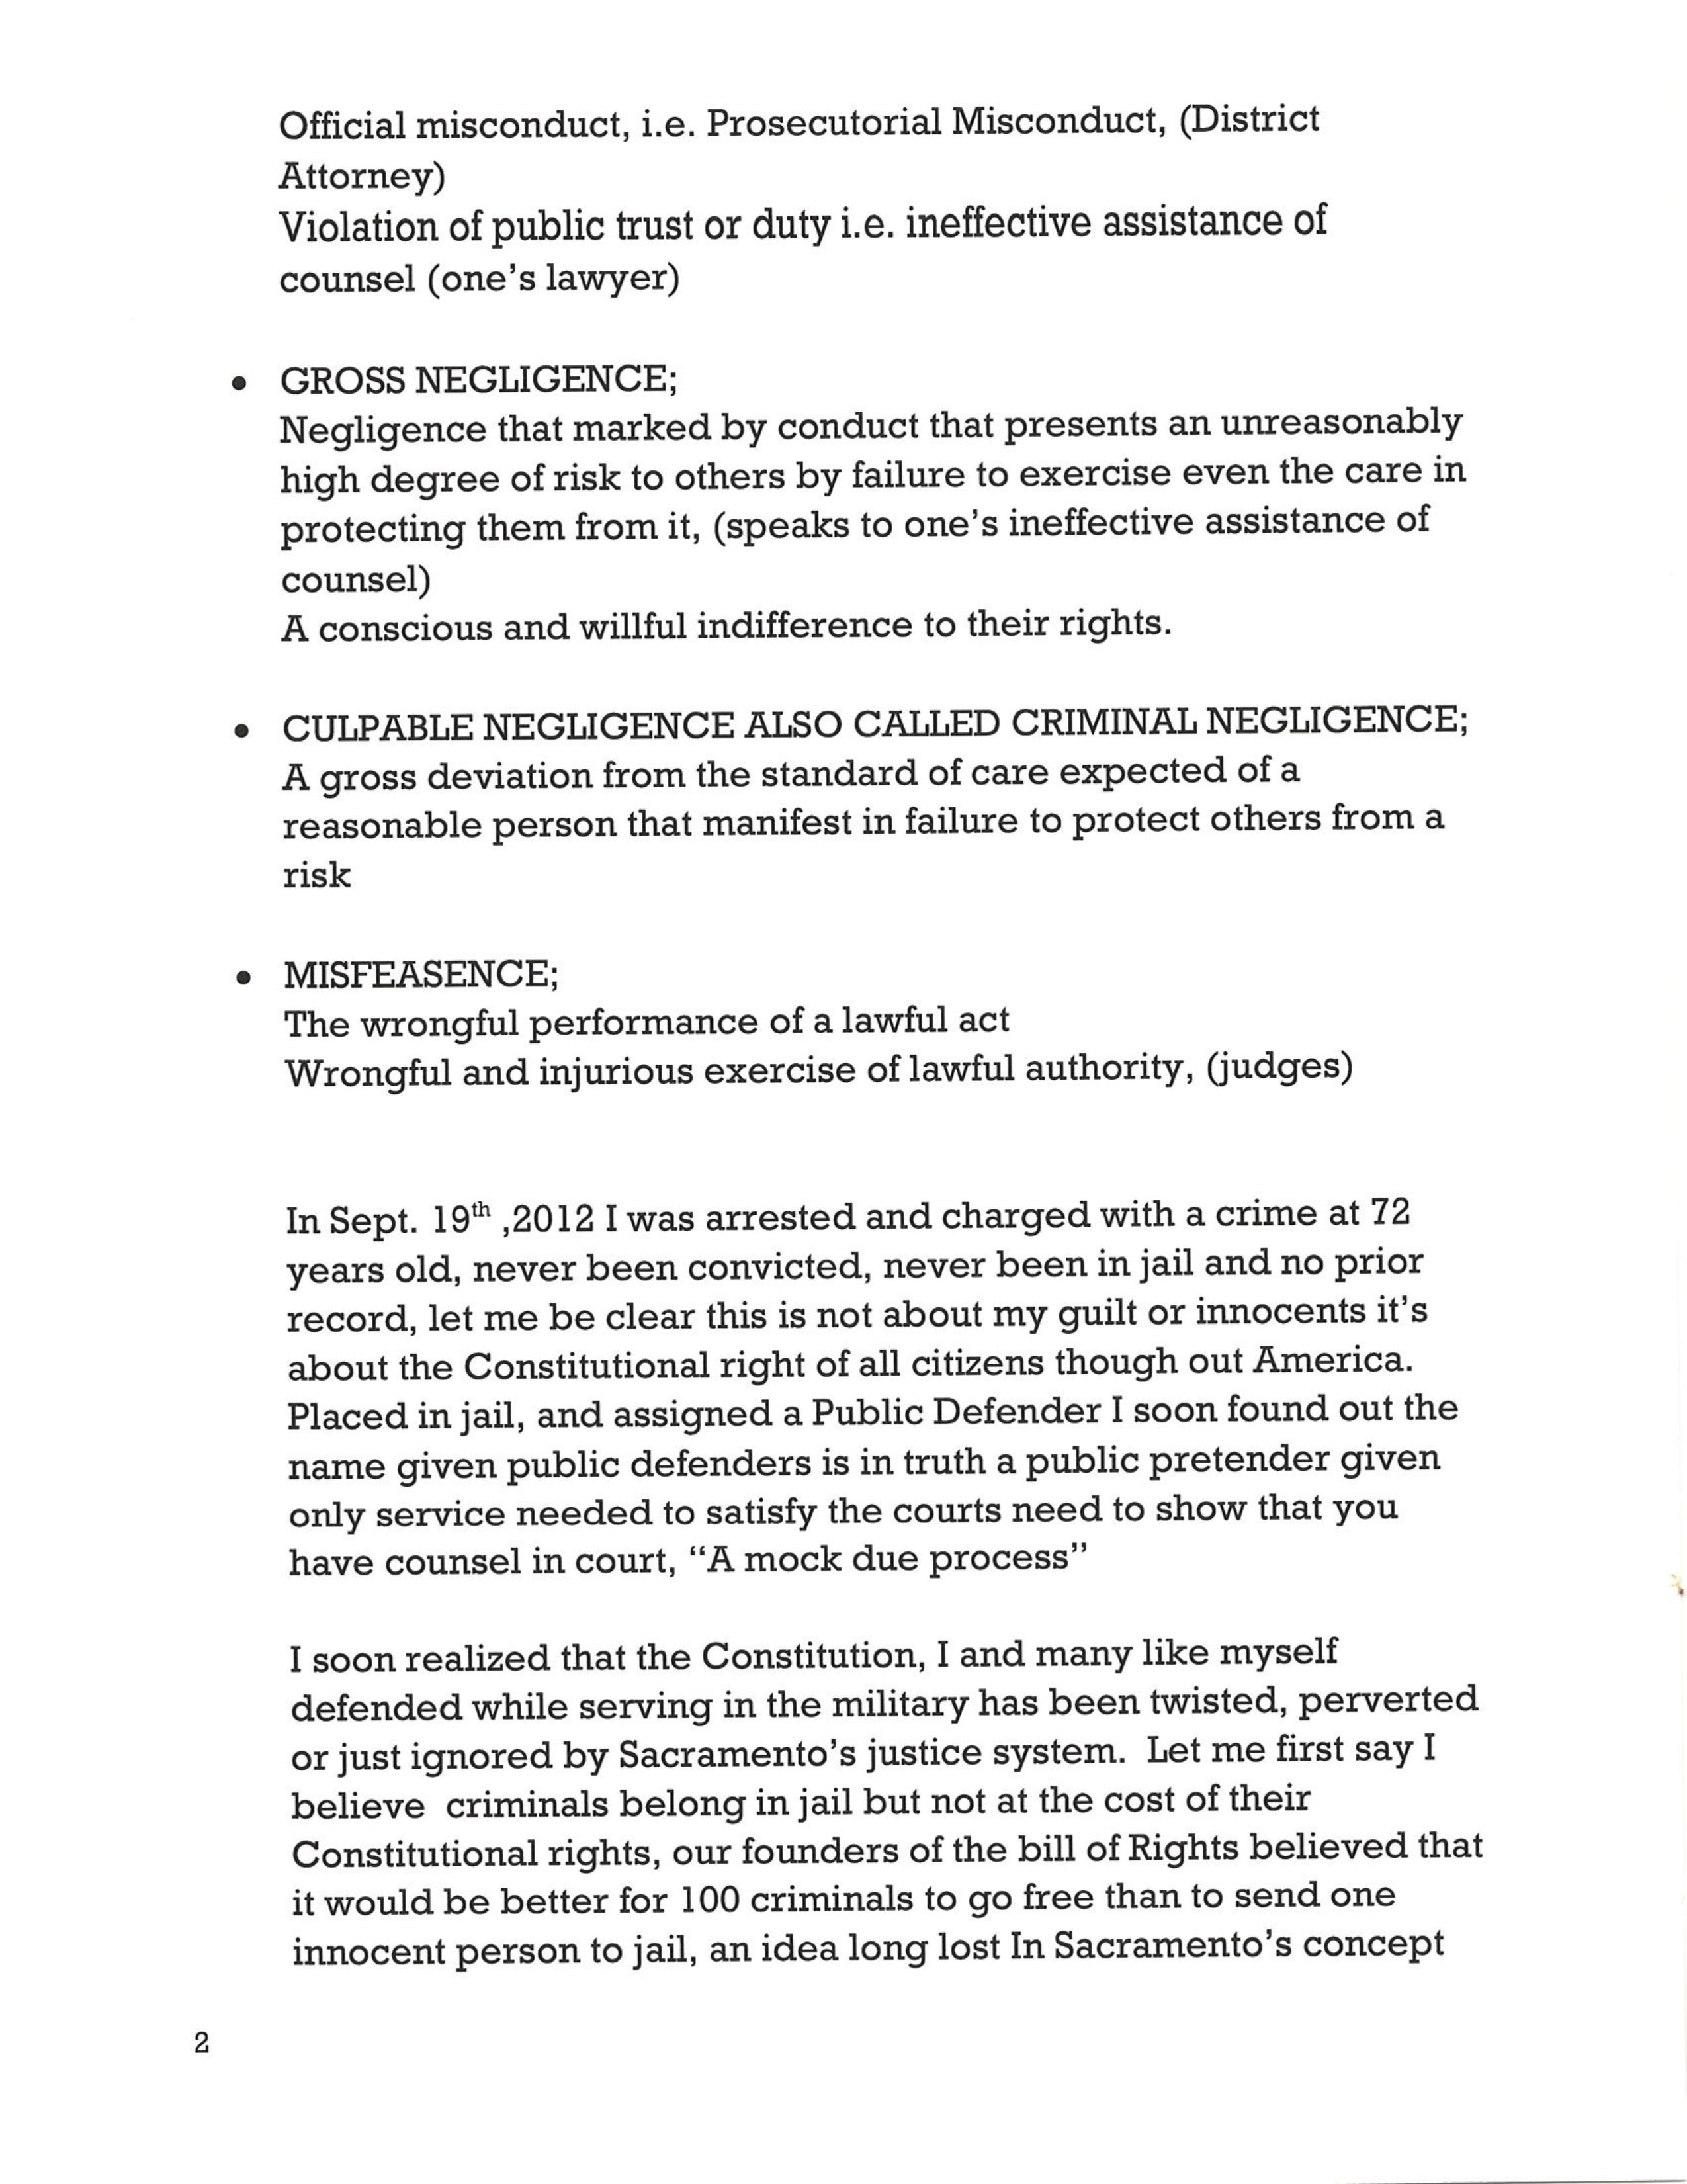 Official misconduct, i.e. Prosecutorial Misconduct, (District
Attorney)
Violation of public trust or duty i.e. ineffective assistance of
counsel (one's lawyer)
• GROSS NEGLIGENCE;
Negligence that marked by conduct that presents an unreasonably
high degree of risk to others by failure to exercise even the care in
protecting them from it, (speaks to one's ineffective assistance of
counsel)
A conscious and willful indifference to their rights.
• CULPABLE NEGLIGENCE ALSO CALLED CRIMINAL NEGLIGENCE;
A gross deviation from the standard of care expected of a
reasonable person that manifest in failure to protect others from a
risk
• MISFEASENCE;
The wrongful performance of a lawful act
Wrongful and injurious exercise of lawful authority, (judges)
In Sept. 19th ,2012 I was arrested and charged with a crime at 72
years old, never been convicted, never been in jail and no prior
record, let me be clear this is not about my guilt or innocents it's
about the Constitutional right of all citizens though out America.
Placed in jail, and assigned a Public Defender I soon found out the
name given public defenders is in truth a public pretender given
only service needed to satisfy the courts need to show that you
have counsel in court, "A mock due process"
I soon realized that the Constitution, I and many like myself
defended while serving in the military has been twisted, perverted
or just ignored by Sacramento's justice system.  Let me first say I
believe  criminals belong in jail but not at the cost of their
Constitutional rights, our founders of the bill of Rights believed that
it would be better for 100 criminals to go free than to send one
innocent person to jail, an idea long lost In Sacramento's concept
2